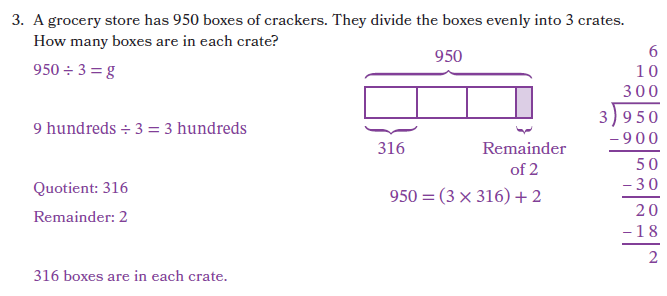 3. A grocery store has 950 boxes of crackers. They divide the boxes evenly into 3 crates.
How many boxes are in each crate?
950 ÷ 3 = g
9 hundreds ÷ 3 = 3 hundreds
Quotient: 316
Remainder: 2
316 boxes are in each crate.
950
316
Remainder
of 2
950 = (3 × 316) + 2
6
10
300
3)950
−900
50
−30
20
−18
2